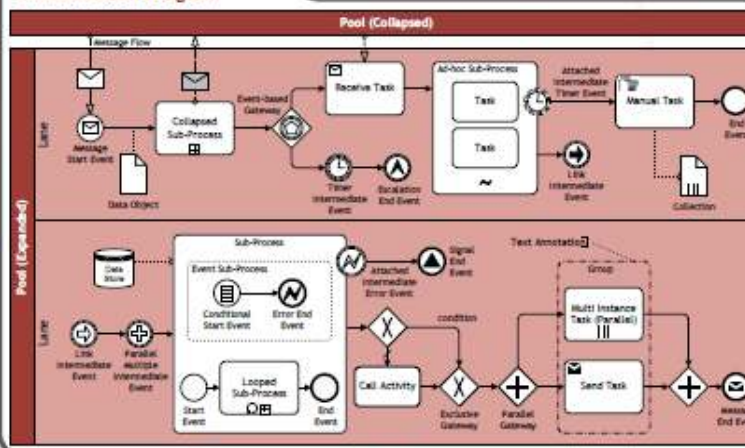 Pool (Collapsed)
Message Flow
Pool (Expanded)
Lane
Message
Start Event
Collapsed
Sub-Process
Data Object
Event-based
Gateway
Receive Task
Timer
Intermediate
Event
Escalation
End Event
Ad-hoc Sub-Process
Task
Task
Attached
Intermediate
Timer Event
Manual Task
End
Link
Intermediate
Event
Collection
Lane
Data
Store
Link
Intermediate
Event
Parallel
Multiple
Intermediate
Event
Sub-Process
Event Sub-Process
Conditional
Start Event
Error End
Event
Start
Event
Looped
Sub-Process
End
Event
Attached
Intermediate
Error Event
Signal
End
Event
condition
Call Activity
Exclusive
Gateway
Parallel
Gateway
Text Annotation
Group
Multi Instance
Task (Parallel)
Send Task